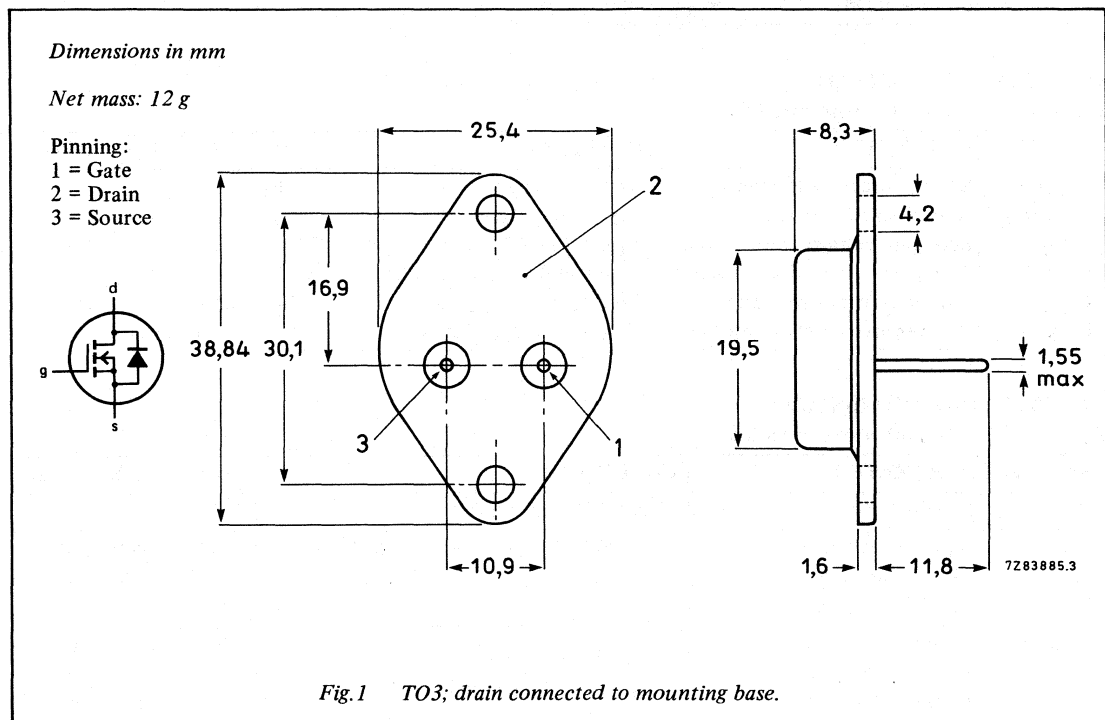 Dimensions in mm
Net mass: 12 g
Pinning:
1 = Gate
2 = Drain
3 = Source
d
g
s
25,4
2
38,84
30,1
16,9
3
1
10,9
8,3
4,2
19,5
1,55
max
1,6
11,8
7Z83885.3
Fig.1 TO3; drain connected to mounting base.